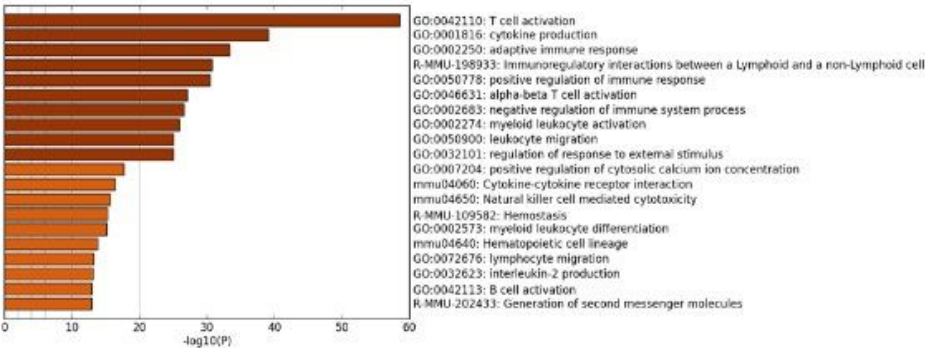 GO:0042110: T cell activation
GO:0001816: cytokine production
GO:0002250: adaptive immune response
R-MMU-198933: Immunoregulatory interactions between a Lymphoid and a non-Lymphoid cell
GO:0050778: positive regulation of immune response
GO:0046631: alpha-beta T cell activation
GO:0002683: negative regulation of immune system process
GO:0002274: myeloid leukocyte activation
GO:0050900: leukocyte migration
GO:0032101: regulation of response to external stimulus
GO:0007204: positive regulation of cytosolic calcium ion concentration
mmu04060: Cytokine-cytokine receptor interaction
mmu04650: Natural killer cell mediated cytotoxicity
R-MMU-109582: Hemostasis
GO:0002573: myeloid leukocyte differentiation
mmu04640: Hematopoietic cell lineage
GO:0072676: lymphocyte migration
GO:0032623: interleukin-2 production
GO:0042113: B cell activation
R-MMU-202433: Generation of second messenger molecules
0 10 20 30 40 50 60
-log10(P)